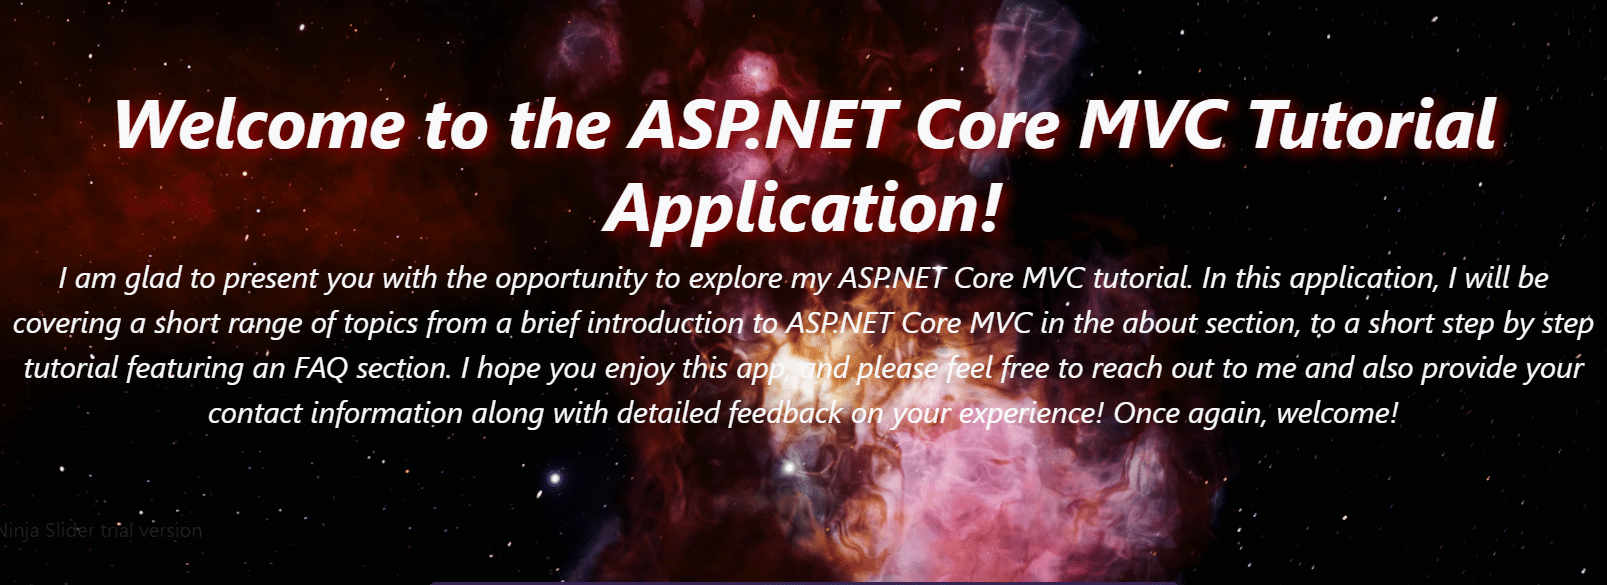 Welcome to the ASP.NET Core MVC Tutorial
Application!
I am glad to present you with the opportunity to explore my ASP.NET Core MVC tutorial. In this application, I will be
covering a short range of topics from a brief introduction to ASP.NET Core MVC in the about section, to a short step by step
tutorial featuring an FAQ section. I hope you enjoy this app, and please feel free to reach out to me and also provide your
contact information along with detailed feedback on your experience! Once again, welcome!
Ninja Slider trial version